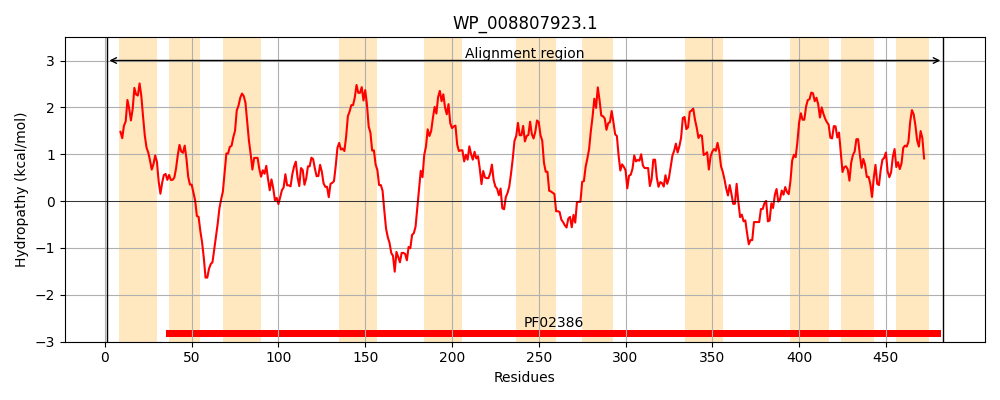 WP_008807923.1
Alignment region
Hydropathy (kcal/mol)
3
2
1
0
−1
−2
−3
PF02386
0 50 100 150 200 250 300 350 400 450
Residues